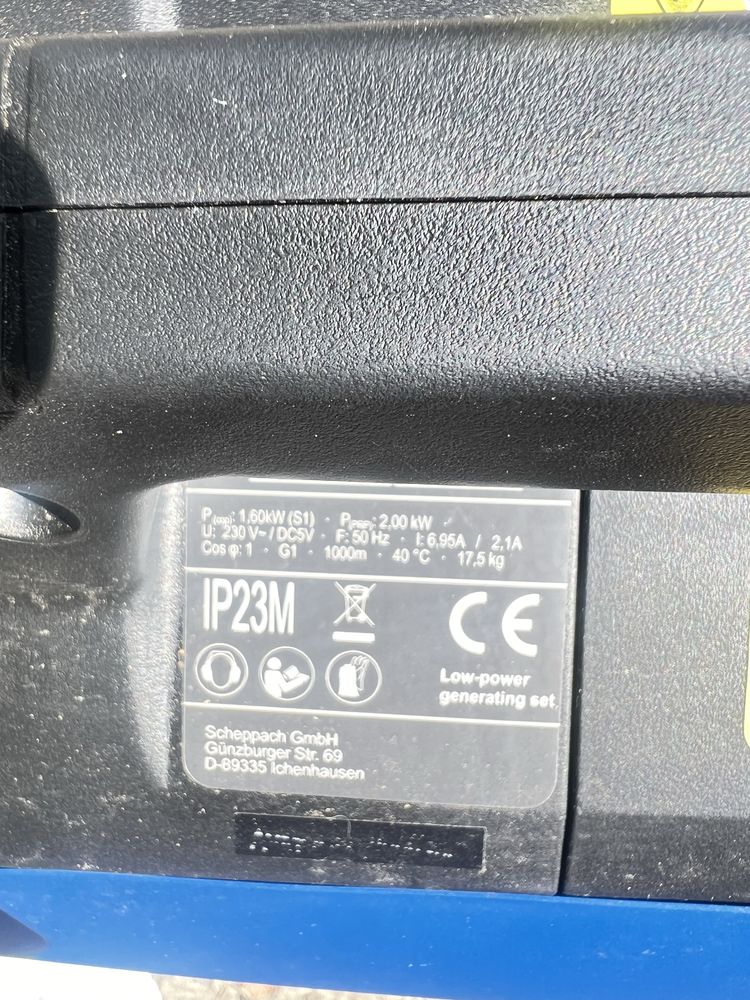 P(COP): 1,60kW (S1) · P(PRP): 2,00 kW
U: 230 V~ / DC5V · F: 50 Hz · I: 6,95A / 2,1A
Cos φ: 1 · G1 · 1000m · 40 °C · 17,5 kg
IP23M
CE
Low-power
generating set
Scheppach GmbH
Günzburger Str. 69
D-89335 Ichenhausen